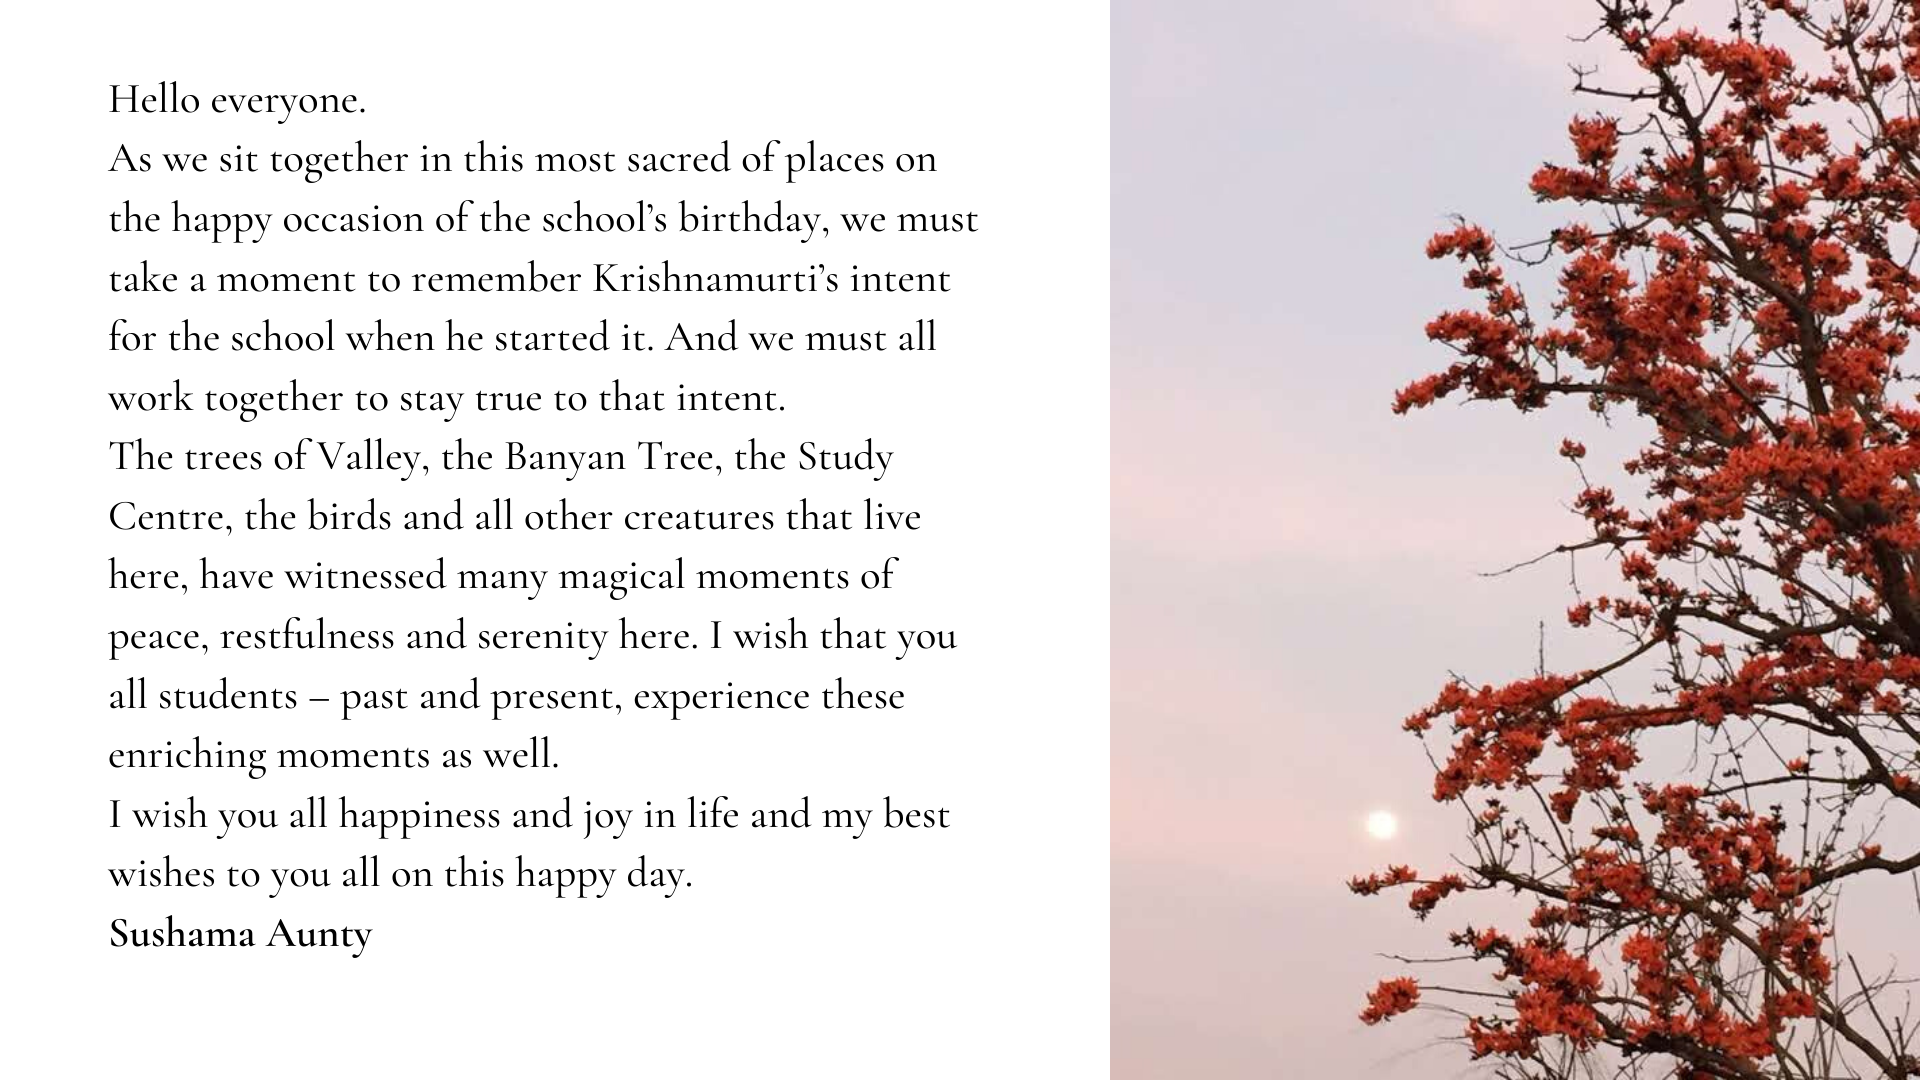 Hello everyone.
As we sit together in this most sacred of places on
the happy occasion of the school’s birthday, we must
take a moment to remember Krishnamurti’s intent
for the school when he started it. And we must all
work together to stay true to that intent.
The trees of Valley, the Banyan Tree, the Study
Centre, the birds and all other creatures that live
here, have witnessed many magical moments of
peace, restfulness and serenity here. I wish that you
all students – past and present, experience these
enriching moments as well.
I wish you all happiness and joy in life and my best
wishes to you all on this happy day.
Sushama Aunty